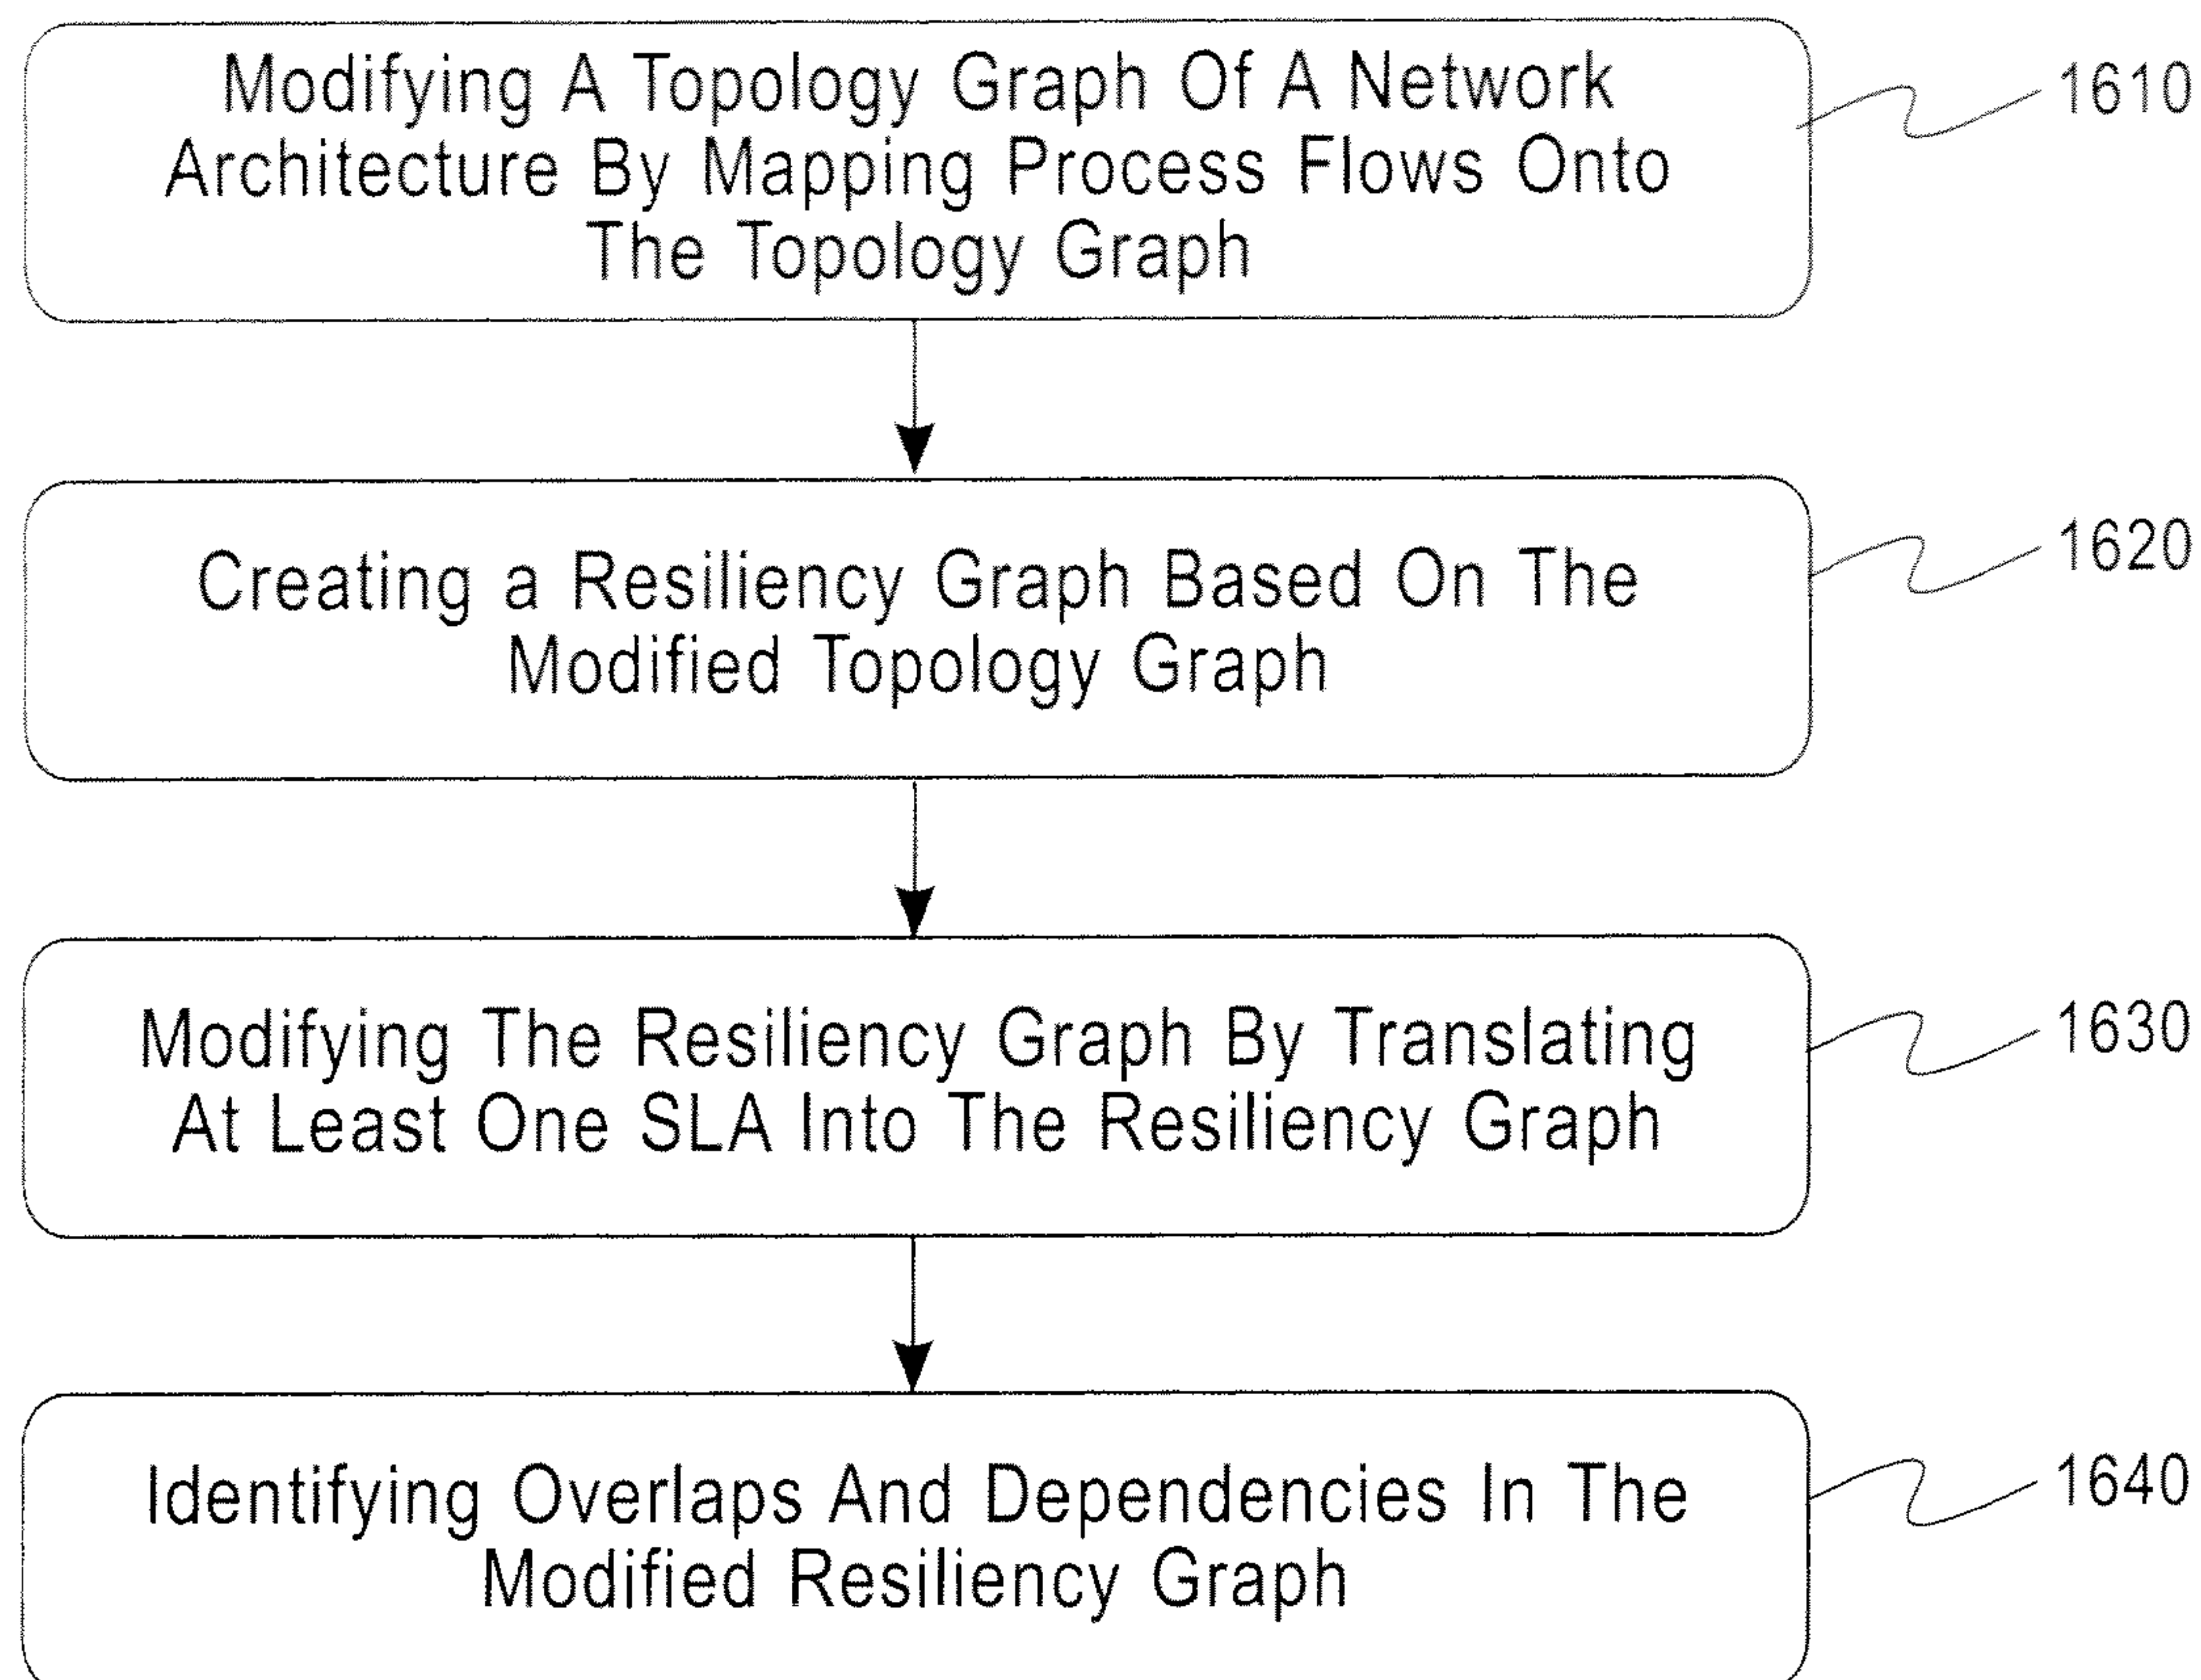 Modifying A Topology Graph Of A Network
Architecture By Mapping Process Flows Onto
The Topology Graph
1610
Creating a Resiliency Graph Based On The
Modified Topology Graph
1620
Modifying The Resiliency Graph By Translating
At Least One SLA Into The Resiliency Graph
1630
Identifying Overlaps And Dependencies In The
Modified Resiliency Graph
1640